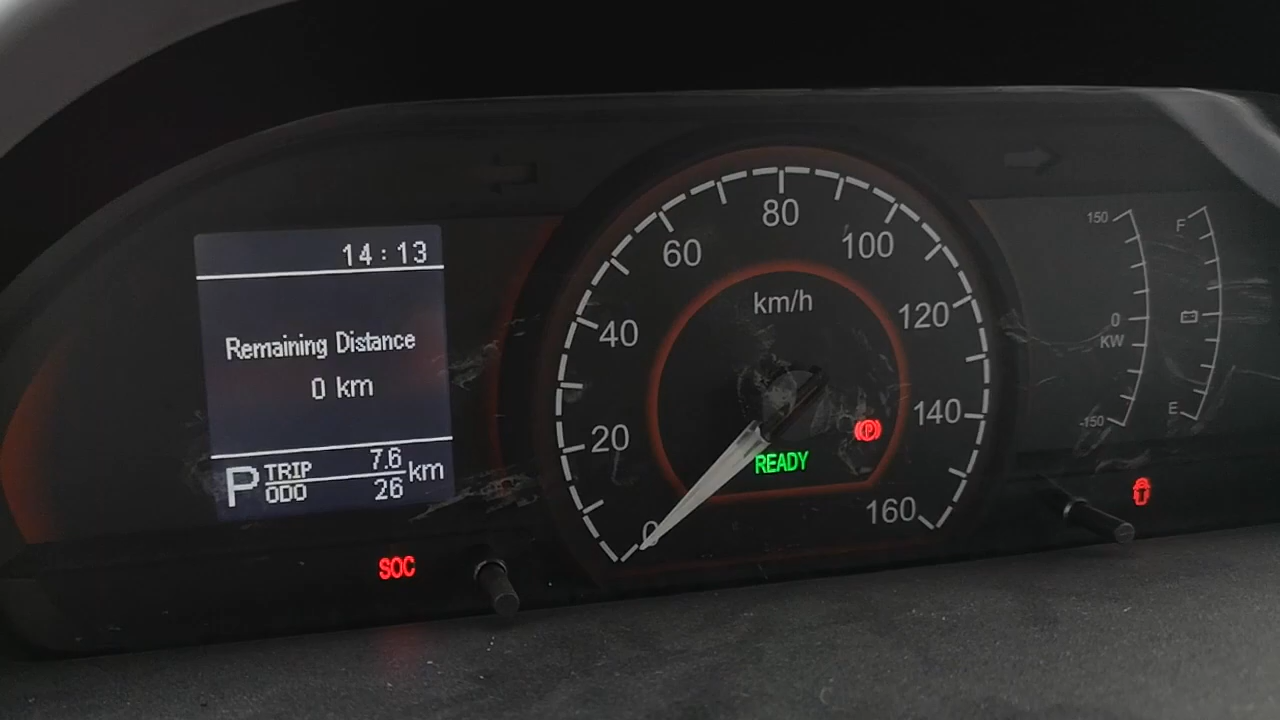 14:13
Remaining Distance
0 km
P TRIP 7.6 km
ODO 26
SOC
0
20
40
60
80
100
120
140
160
km/h
READY
P
150
0
KW
-150
F
E